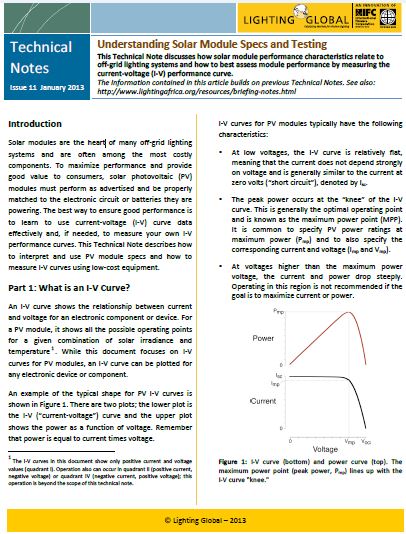 LIGHTING GLOBAL
AN INNOVATION OF
IFC
International
Finance
Corporation
Technical
Notes
Issue 11 January 2013
Understanding Solar Module Specs and Testing
This Technical Note discusses how solar module performance characteristics relate to
off-grid lighting systems and how to best assess module performance by measuring the
current-voltage (I-V) performance curve.
The Information contained in this article builds on previous Technical Notes. See also:
http://www.lightingafrica.org/resources/briefing-notes.html
Introduction
Solar modules are the heart of many off-grid lighting
systems and are often among the most costly
components. To maximize performance and provide
good value to consumers, solar photovoltaic (PV)
modules must perform as advertised and be properly
matched to the electronic circuit or batteries they are
powering. The best way to ensure good performance is
to learn to use current-voltage (I-V) curve data
effectively and, if needed, to measure your own I-V
performance curves. This Technical Note describes how
to interpret and use PV module specs and how to
measure I-V curves using low-cost equipment.
Part 1: What is an I-V Curve?
An I-V curve shows the relationship between current
and voltage for an electronic component or device. For
a PV module, it shows all the possible operating points
for a given combination of solar irradiance and
temperature1. While this document focuses on I-V
curves for PV modules, an I-V curve can be plotted for
any electronic device or component.
An example of the typical shape for PV I-V curves is
shown in Figure 1. There are two plots; the lower plot is
the I-V ("current-voltage") curve and the upper plot
shows the power as a function of voltage. Remember
that power is equal to current times voltage.
1 The I-V curves in this document show only positive current and voltage
values (quadrant I). Operation also can occur in quadrant II (positive current,
negative voltage) or quadrant IV (negative current, positive voltage); this
operation is beyond the scope of this technical note.
I-V curves for PV modules typically have the following
characteristics:
• At low voltages, the I-V curve is relatively flat,
meaning that the current does not depend strongly
on voltage and is generally similar to the current at
zero volts ("short circuit"), denoted by Isc.
• The peak power occurs at the "knee" of the I-V
curve. This is generally the optimal operating point
and is known as the maximum power point (MPP).
It is common to specify PV power ratings at
maximum power (Pmp) and to also specify the
corresponding current and voltage (Imp and Vmp).
• At voltages higher than the maximum power
voltage, the current and power drop steeply.
Operating in this region is not recommended if the
goal is to maximize current or power.
Pmp
Power
0
Isc
Imp
Current
0
0
Vmp Voc
Voltage
Figure 1: I-V curve (bottom) and power curve (top). The
maximum power point (peak power, Pmp) lines up with the
I-V curve "knee."
© Lighting Global – 2013